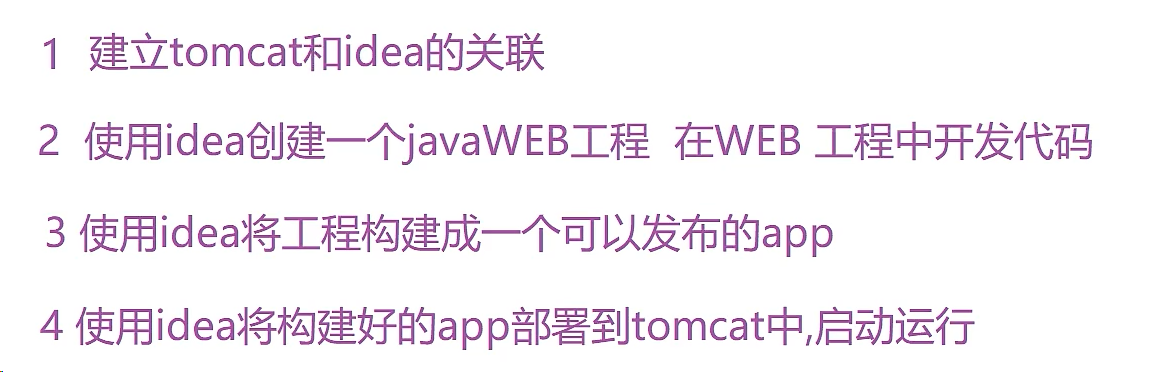 1 建立tomcat和idea的关联
2 使用idea创建一个javaWEB工程 在WEB 工程中开发代码
3 使用idea将工程构建成一个可以发布的app
4 使用idea将构建好的app部署到tomcat中,启动运行